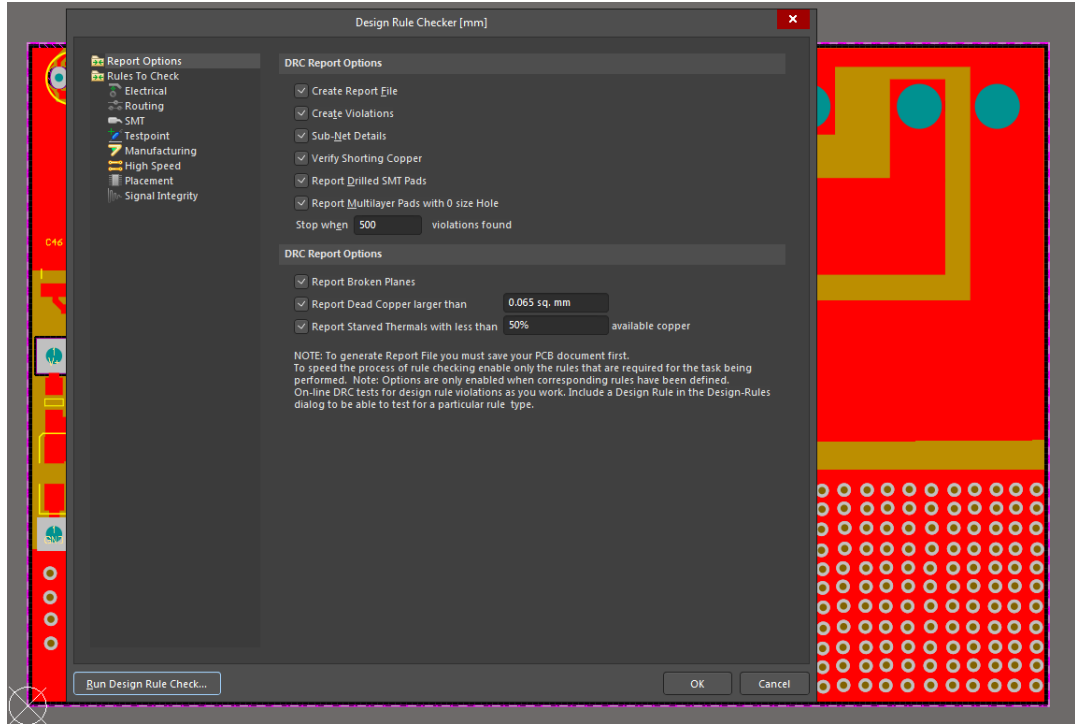 Design Rule Checker [mm]
Report Options
Rules To Check
Electrical
Routing
SMT
Testpoint
Manufacturing
High Speed
Placement
Signal Integrity
DRC Report Options
Create Report File
Create Violations
Sub-Net Details
Verify Shorting Copper
Report Drilled SMT Pads
Report Multilayer Pads with 0 size Hole
Stop when 500 violations found
DRC Report Options
Report Broken Planes
Report Dead Copper larger than 0.065 sq. mm
Report Starved Thermals with less than 50% available copper
NOTE: To generate Report File you must save your PCB document first.
To speed the process of rule checking enable only the rules that are required for the task being
performed. Note: Options are only enabled when corresponding rules have been defined.
On-line DRC tests for design rule violations as you work. Include a Design Rule in the Design-Rules
dialog to be able to test for a particular rule type.
Run Design Rule Check...
OK
Cancel
C46